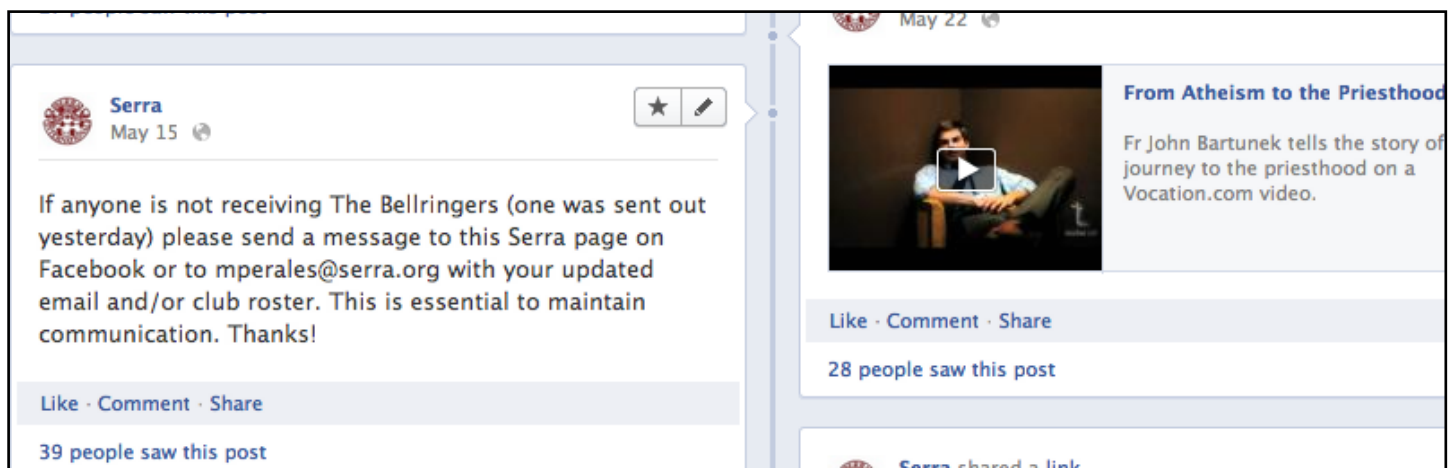 people saw this post
Serra
May 15
If anyone is not receiving The Bellringers (one was sent out
yesterday) please send a message to this Serra page on
Facebook or to mperales@serra.org with your updated
email and/or club roster. This is essential to maintain
communication. Thanks!
Like · Comment · Share
39 people saw this post
May 22
From Atheism to the Priesthood
Fr John Bartunek tells the story of
journey to the priesthood on a
Vocation.com video.
Like · Comment · Share
28 people saw this post
Serra shared a link